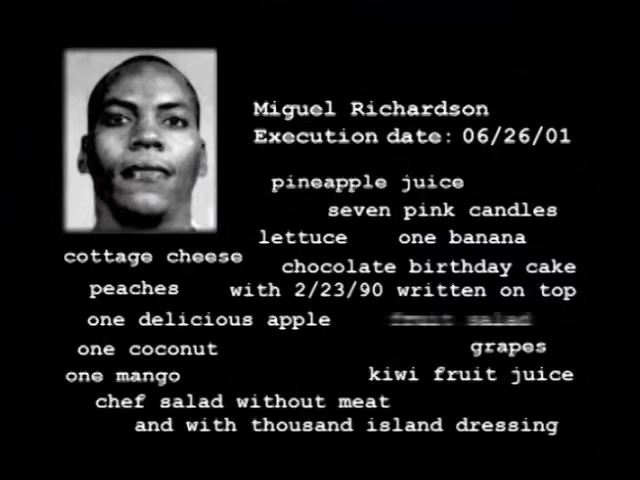 Miguel Richardson
Execution date: 06/26/01
pineapple juice
seven pink candles
lettuce one banana
cottage cheese
chocolate birthday cake
peaches
with 2/23/90 written on top
one delicious apple
fruit salad
one coconut
grapes
one mango
kiwi fruit juice
chef salad without meat
and with thousand island dressing